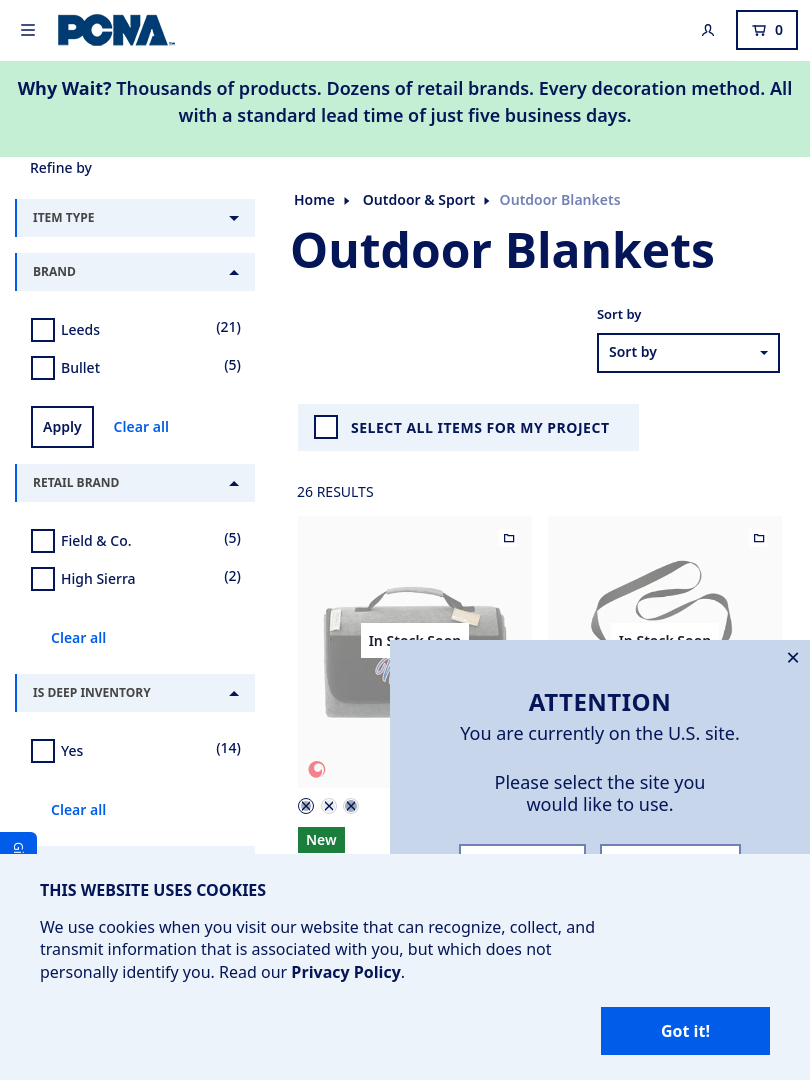 PCNA
0
Why Wait? Thousands of products. Dozens of retail brands. Every decoration method. All
with a standard lead time of just five business days.
Refine by
ITEM TYPE
BRAND
Leeds
(21)
Bullet
(5)
Apply
Clear all
RETAIL BRAND
Field & Co.
(5)
High Sierra
(2)
Clear all
IS DEEP INVENTORY
Yes
(14)
Clear all
Home
Outdoor & Sport
Outdoor Blankets
Outdoor Blankets
Sort by
Sort by
SELECT ALL ITEMS FOR MY PROJECT
26 RESULTS
In Stock Soon
In Stock Soon
New
ATTENTION
You are currently on the U.S. site.
Please select the site you
would like to use.
THIS WEBSITE USES COOKIES
We use cookies when you visit our website that can recognize, collect, and
transmit information that is associated with you, but which does not
personally identify you. Read our Privacy Policy.
Got it!